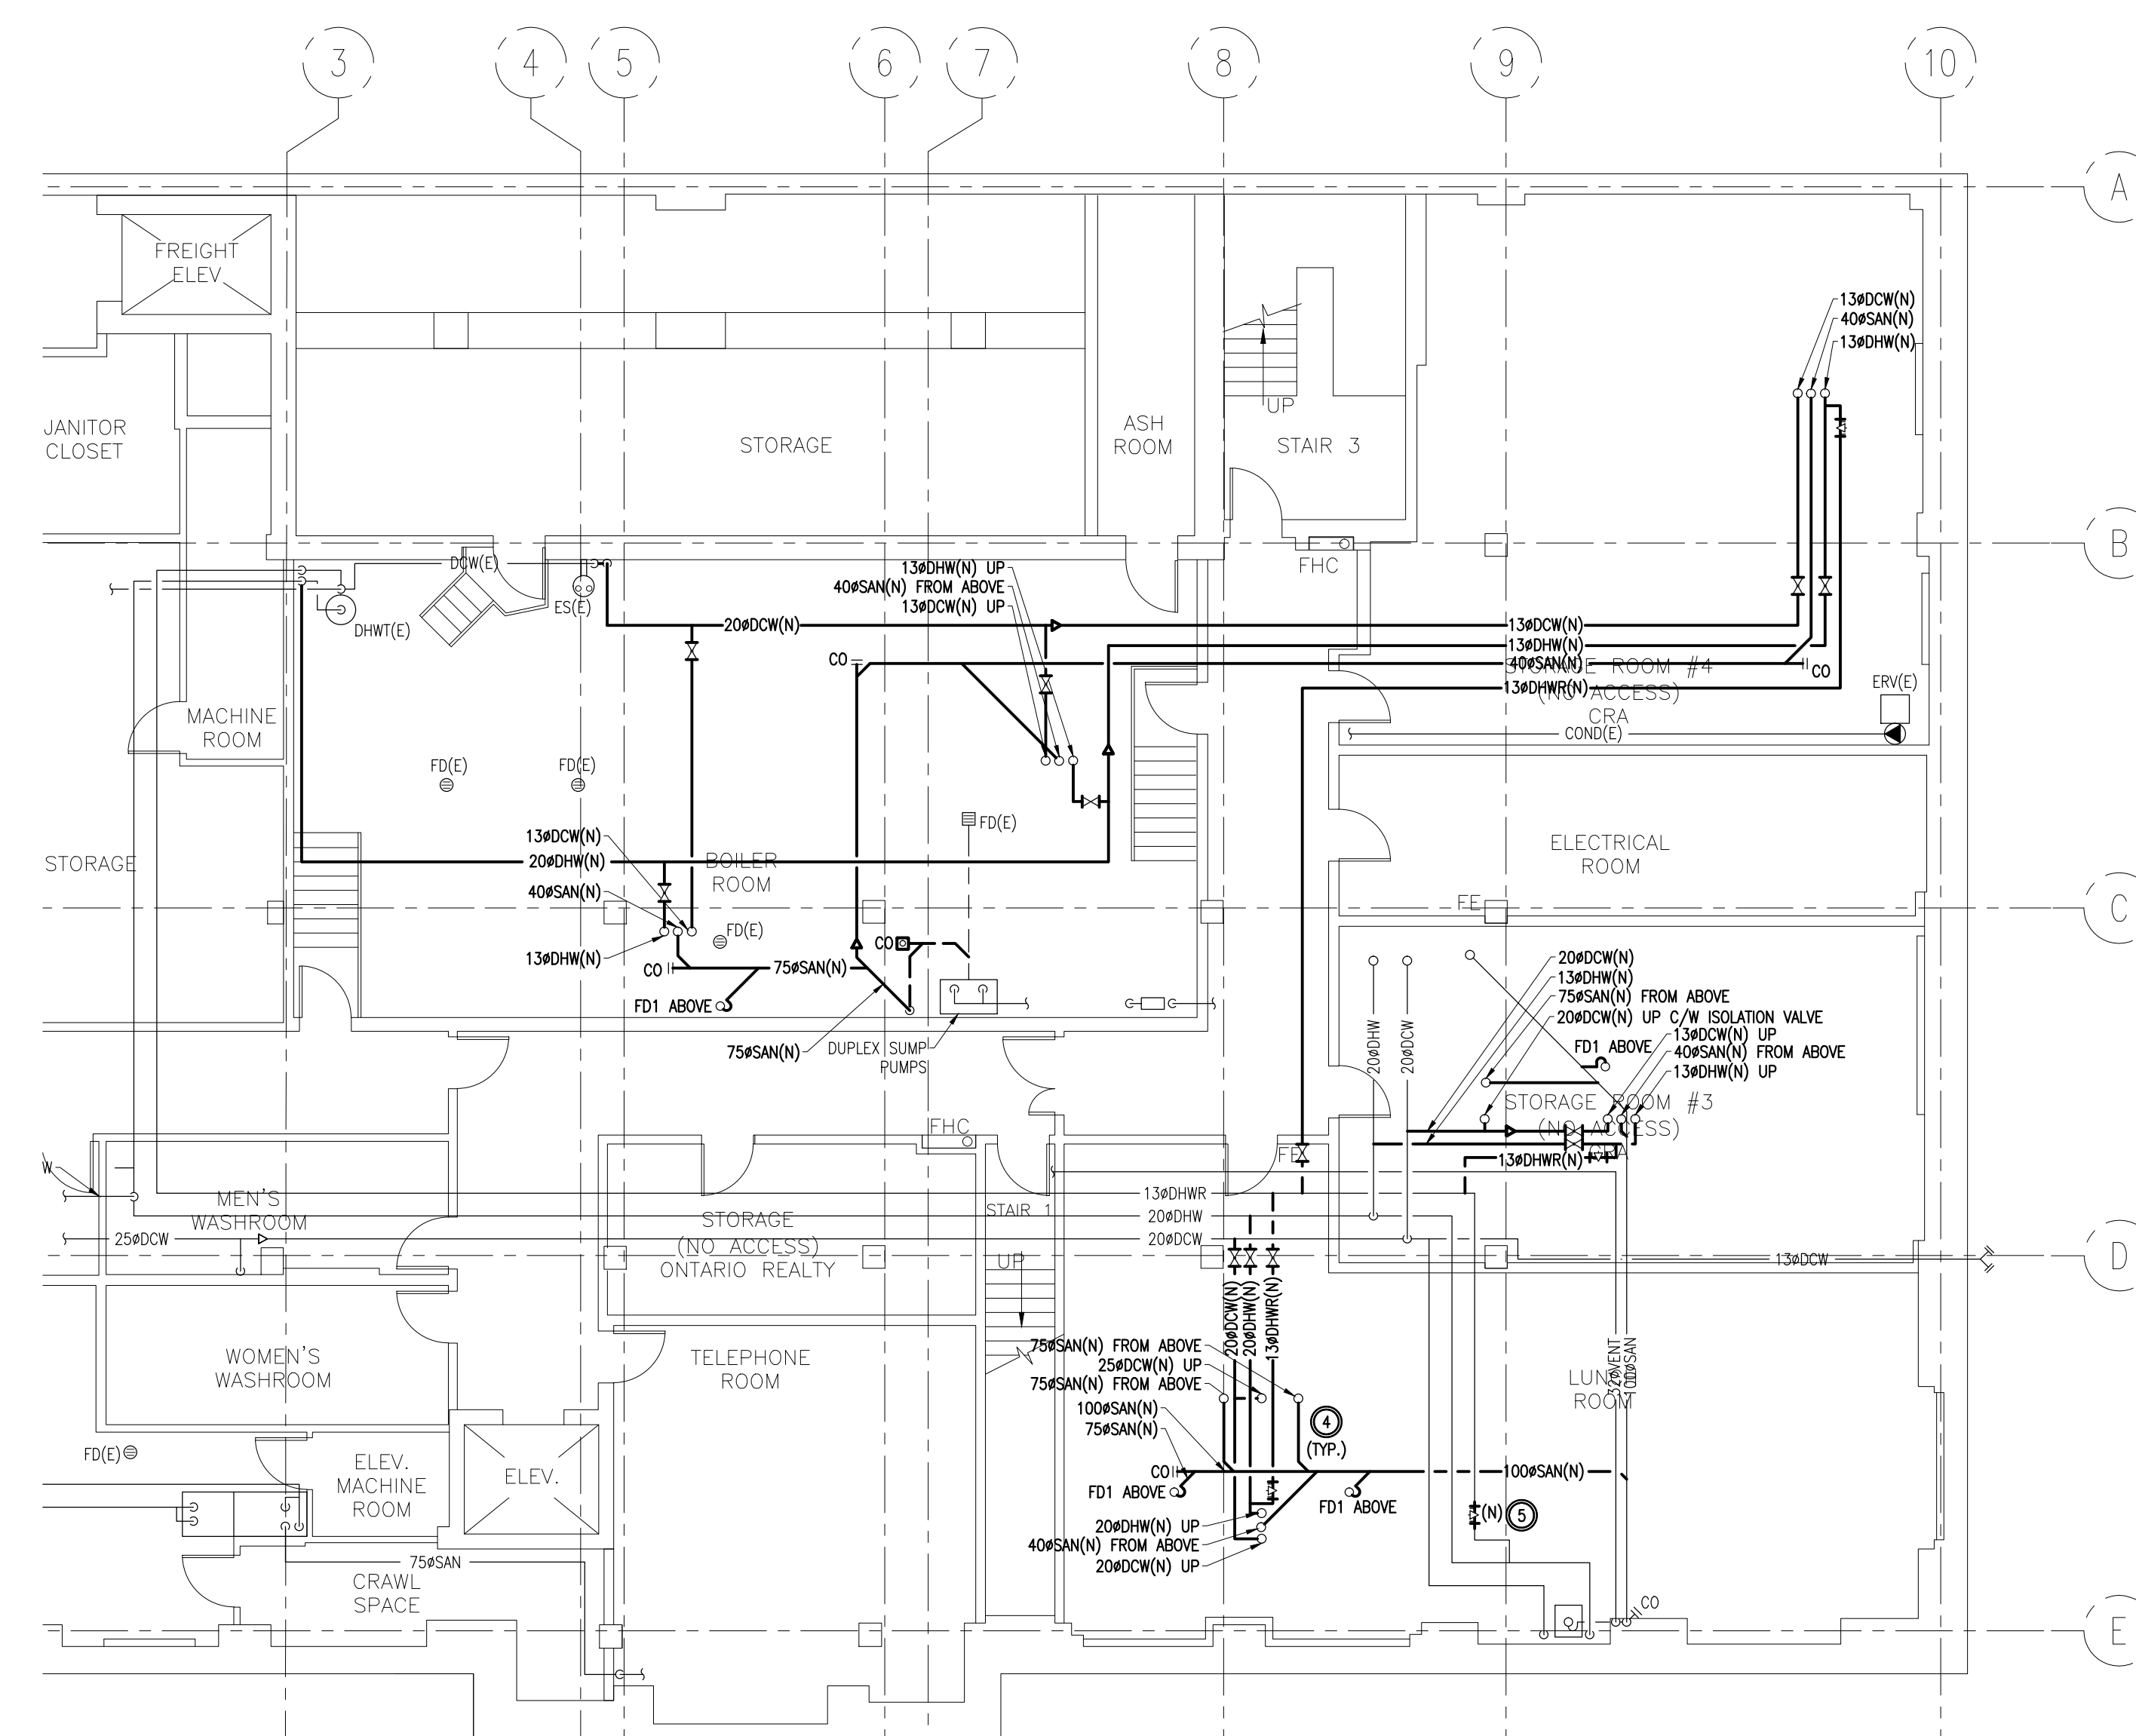 3
4
5
6
7
8
9
10
A
FREIGHT
ELEV
13øDCW(N)
40øSAN(N)
13øDHW(N)
JANITOR
CLOSET
STORAGE
ASH
ROOM
UP
STAIR 3
B
DCW(E)
FHC
13øDHW(N) UP
40øSAN(N) FROM ABOVE
13øDCW(N) UP
ES(E)
DHWT(E)
20øDCW(N)
13øDCW(N)
13øDHW(N)
CO
40øSAN(N)
STORAGE ROOM #4
CO
13øDHWR(N)
(NO ACCESS)
CRA
ERV(E)
COND(E)
MACHINE
ROOM
FD(E)
FD(E)
FD(E)
13øDCW(N)
20øDHW(N)
BOILER
ROOM
STORAGE
ELECTRICAL
ROOM
40øSAN(N)
FE
C
FD(E)
CO
13øDHW(N)
CO
75øSAN(N)
FD1 ABOVE
75øSAN(N)
DUPLEX SUMP
PUMPS
20øDHW
20øDCW
20øDCW(N)
13øDHW(N)
75øSAN(N) FROM ABOVE
20øDCW(N) UP C/W ISOLATION VALVE
13øDCW(N) UP
FD1 ABOVE
40øSAN(N) FROM ABOVE
13øDHW(N) UP
STORAGE ROOM #3
(NO ACCESS)
CRA
13øDHWR(N)
FHC
FE
W
MEN'S
WASHROOM
25øDCW
STORAGE
(NO ACCESS)
ONTARIO REALTY
STAIR 1
UP
13øDHWR
20øDHW
20øDCW
13øDCW
D
20øDCW(N)
20øDHW(N)
13øDHWR(N)
WOMEN'S
WASHROOM
TELEPHONE
ROOM
75øSAN(N) FROM ABOVE
25øDCW(N) UP
75øSAN(N) FROM ABOVE
100øSAN(N)
75øSAN(N)
4
(TYP.)
32øVENT
100øSAN
ROOM
FD(E)
ELEV.
MACHINE
ROOM
ELEV.
CO
FD1 ABOVE
FD1 ABOVE
100øSAN(N)
(N)
5
20øDHW(N) UP
40øSAN(N) FROM ABOVE
20øDCW(N) UP
75øSAN
CRAWL
SPACE
CO
E